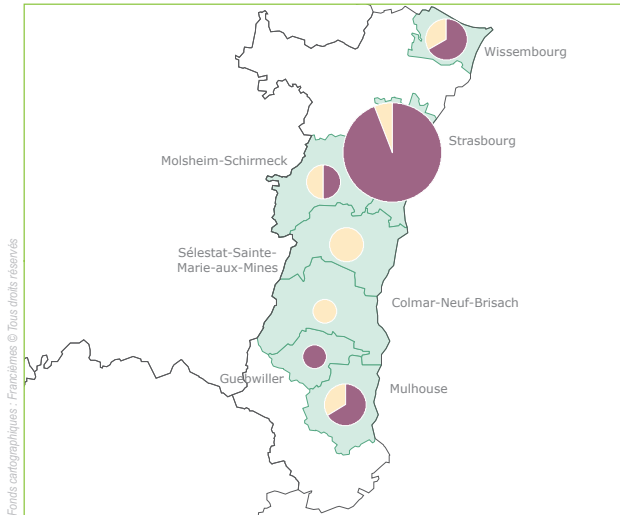 Wissembourg
Strasbourg
Molsheim-Schirmeck
Sélestat-Sainte-
Marie-aux-Mines
Colmar-Neuf-Brisach
Guebwiller
Mulhouse
Fonds cartographiques : Francièmes © Tous droits réservés